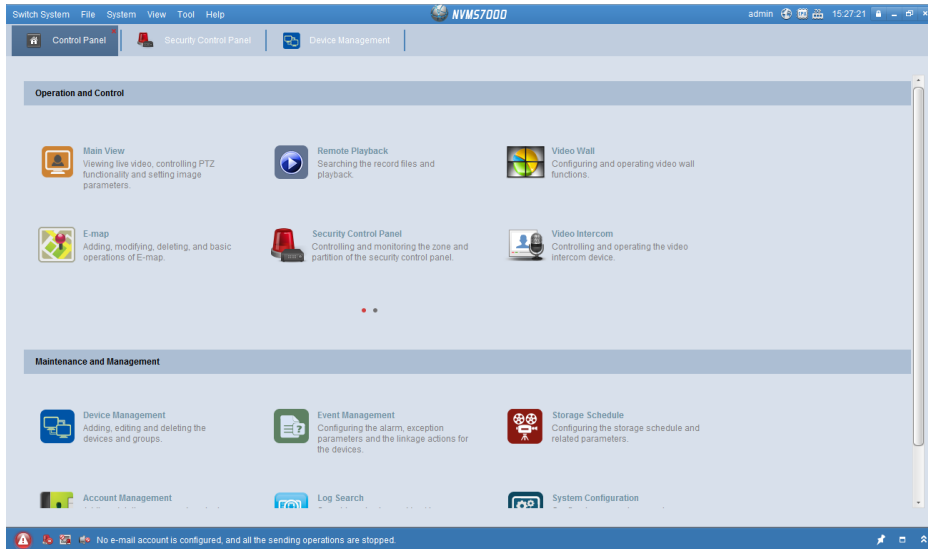 Switch System File System View Tool Help NVMS7000 admin 15:27:21
Control Panel Security Control Panel Device Management
Operation and Control
Main View
Viewing live video, controlling PTZ
functionality and setting image
parameters.
Remote Playback
Searching the record files and
playback.
Video Wall
Configuring and operating video wall
functions.
E-map
Adding, modifying, deleting, and basic
operations of E-map.
Security Control Panel
Controlling and monitoring the zone and
partition of the security control panel.
Video Intercom
Controlling and operating the video
intercom device.
Maintenance and Management
Device Management
Adding, editing and deleting the
devices and groups.
Event Management
Configuring the alarm, exception
parameters and the linkage actions for
the devices.
Storage Schedule
Configuring the storage schedule and
related parameters.
Account Management
Log Search
System Configuration
No e-mail account is configured, and all the sending operations are stopped.